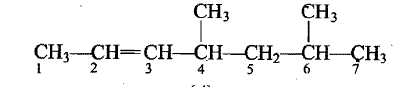 CH₃ CH₃
CH₃—CH=CH—CH—CH₂—CH—CH₃
1 2 3 4 5 6 7